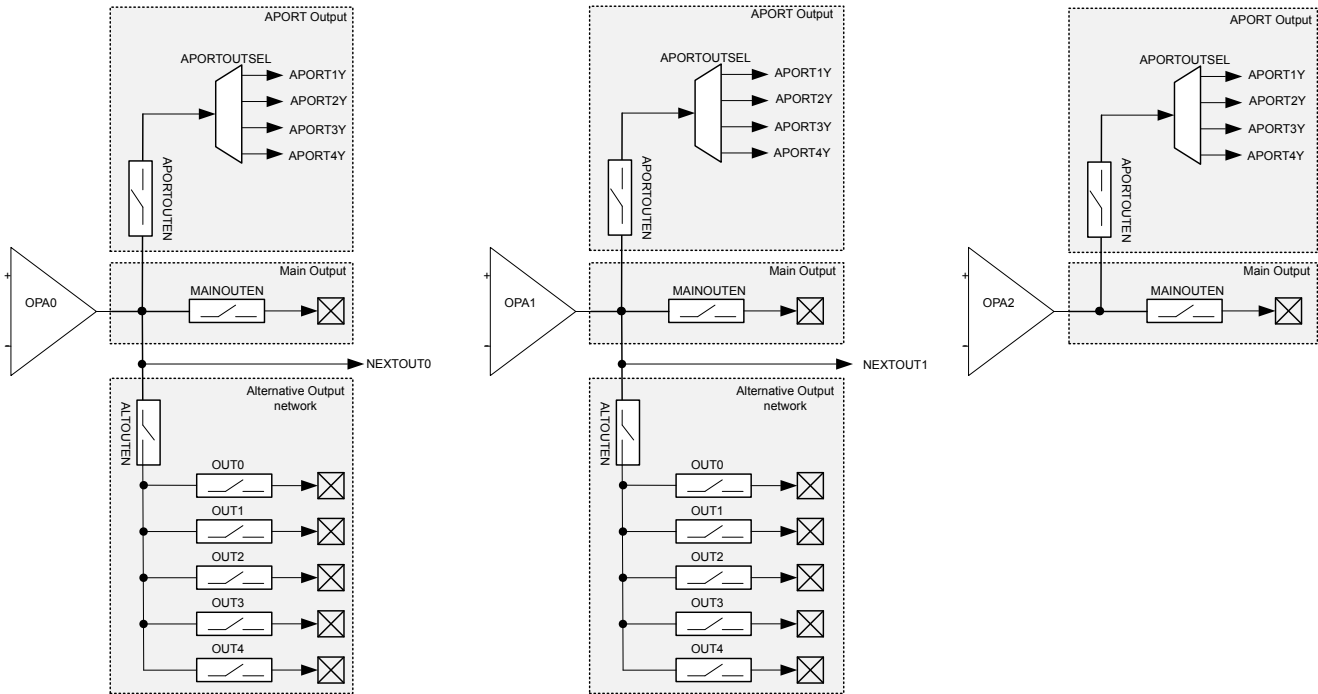 APORT Output
APORTOUTSEL
APORT1Y
APORT2Y
APORT3Y
APORT4Y
APORTOUTEN
Main Output
MAINOUTEN
+
OPA0
–
NEXTOUT0
Alternative Output
network
ALTOUTEN
OUT0
OUT1
OUT2
OUT3
OUT4
APORT Output
APORTOUTSEL
APORT1Y
APORT2Y
APORT3Y
APORT4Y
APORTOUTEN
Main Output
MAINOUTEN
+
OPA1
–
NEXTOUT1
Alternative Output
network
ALTOUTEN
OUT0
OUT1
OUT2
OUT3
OUT4
APORT Output
APORTOUTSEL
APORT1Y
APORT2Y
APORT3Y
APORT4Y
APORTOUTEN
Main Output
MAINOUTEN
+
OPA2
–